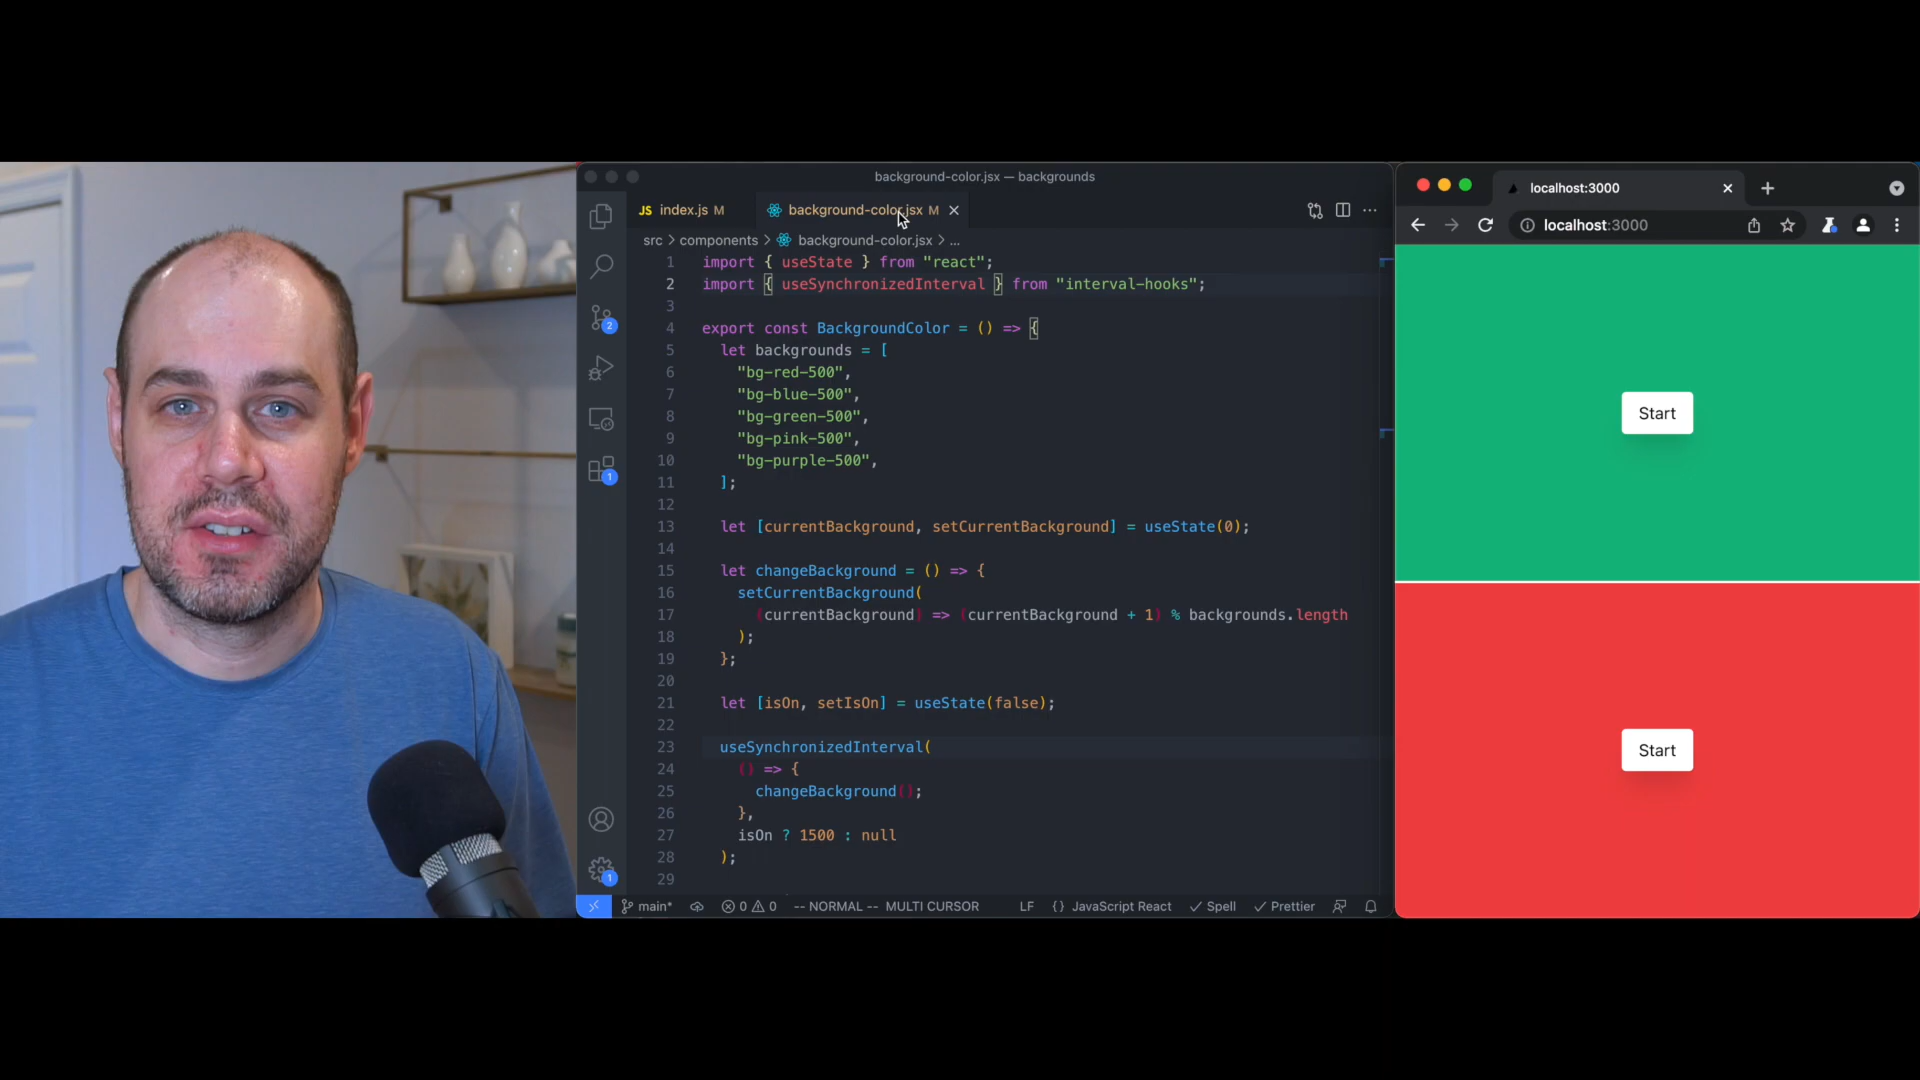 background-color.jsx — backgrounds
JS index.js M
background-color.jsx M
src > components > background-color.jsx > ...
1 import { useState } from "react";
2 import { useSynchronizedInterval } from "interval-hooks";
3
4 export const BackgroundColor = () => {
5 let backgrounds = [
6 "bg-red-500",
7 "bg-blue-500",
8 "bg-green-500",
9 "bg-pink-500",
10 "bg-purple-500",
11 ];
12
13 let [currentBackground, setCurrentBackground] = useState(0);
14
15 let changeBackground = () => {
16 setCurrentBackground(
17 (currentBackground) => (currentBackground + 1) % backgrounds.length
18 );
19 };
20
21 let [isOn, setIsOn] = useState(false);
22
23 useSynchronizedInterval(
24 () => {
25 changeBackground();
26 },
27 isOn ? 1500 : null
28 );
29
2
1
1
main* 0 0 -- NORMAL -- MULTI CURSOR LF {} JavaScript React Spell Prettier
localhost:3000
localhost:3000
Start
Start